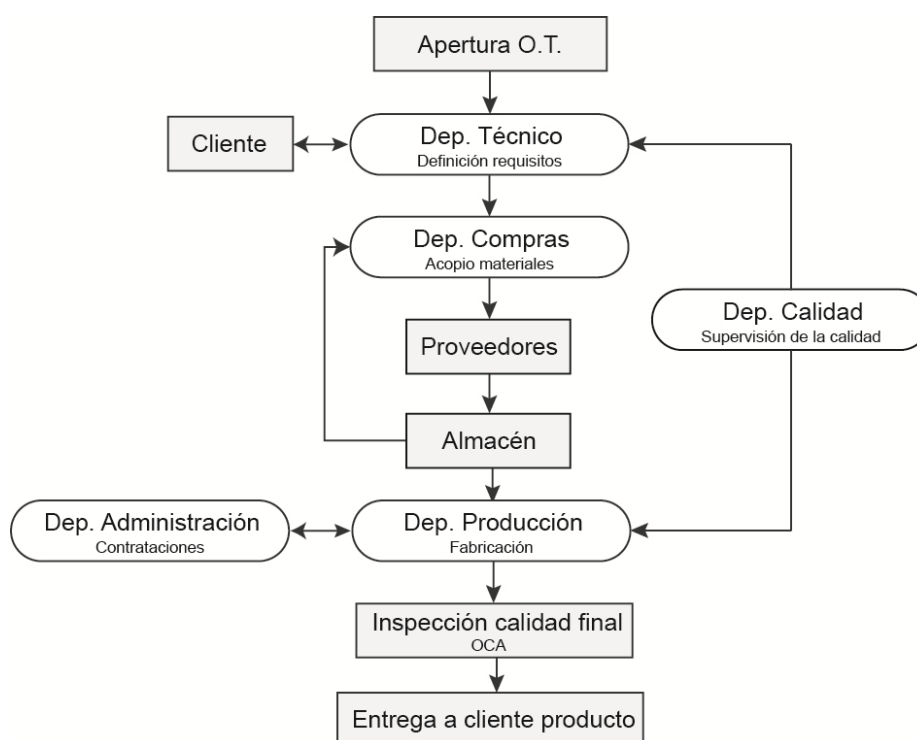 Apertura O.T.
Cliente
Dep. Técnico
Definición requisitos
Dep. Compras
Acopio materiales
Dep. Calidad
Supervisión de la calidad
Proveedores
Almacén
Dep. Administración
Contrataciones
Dep. Producción
Fabricación
Inspección calidad final
OCA
Entrega a cliente producto